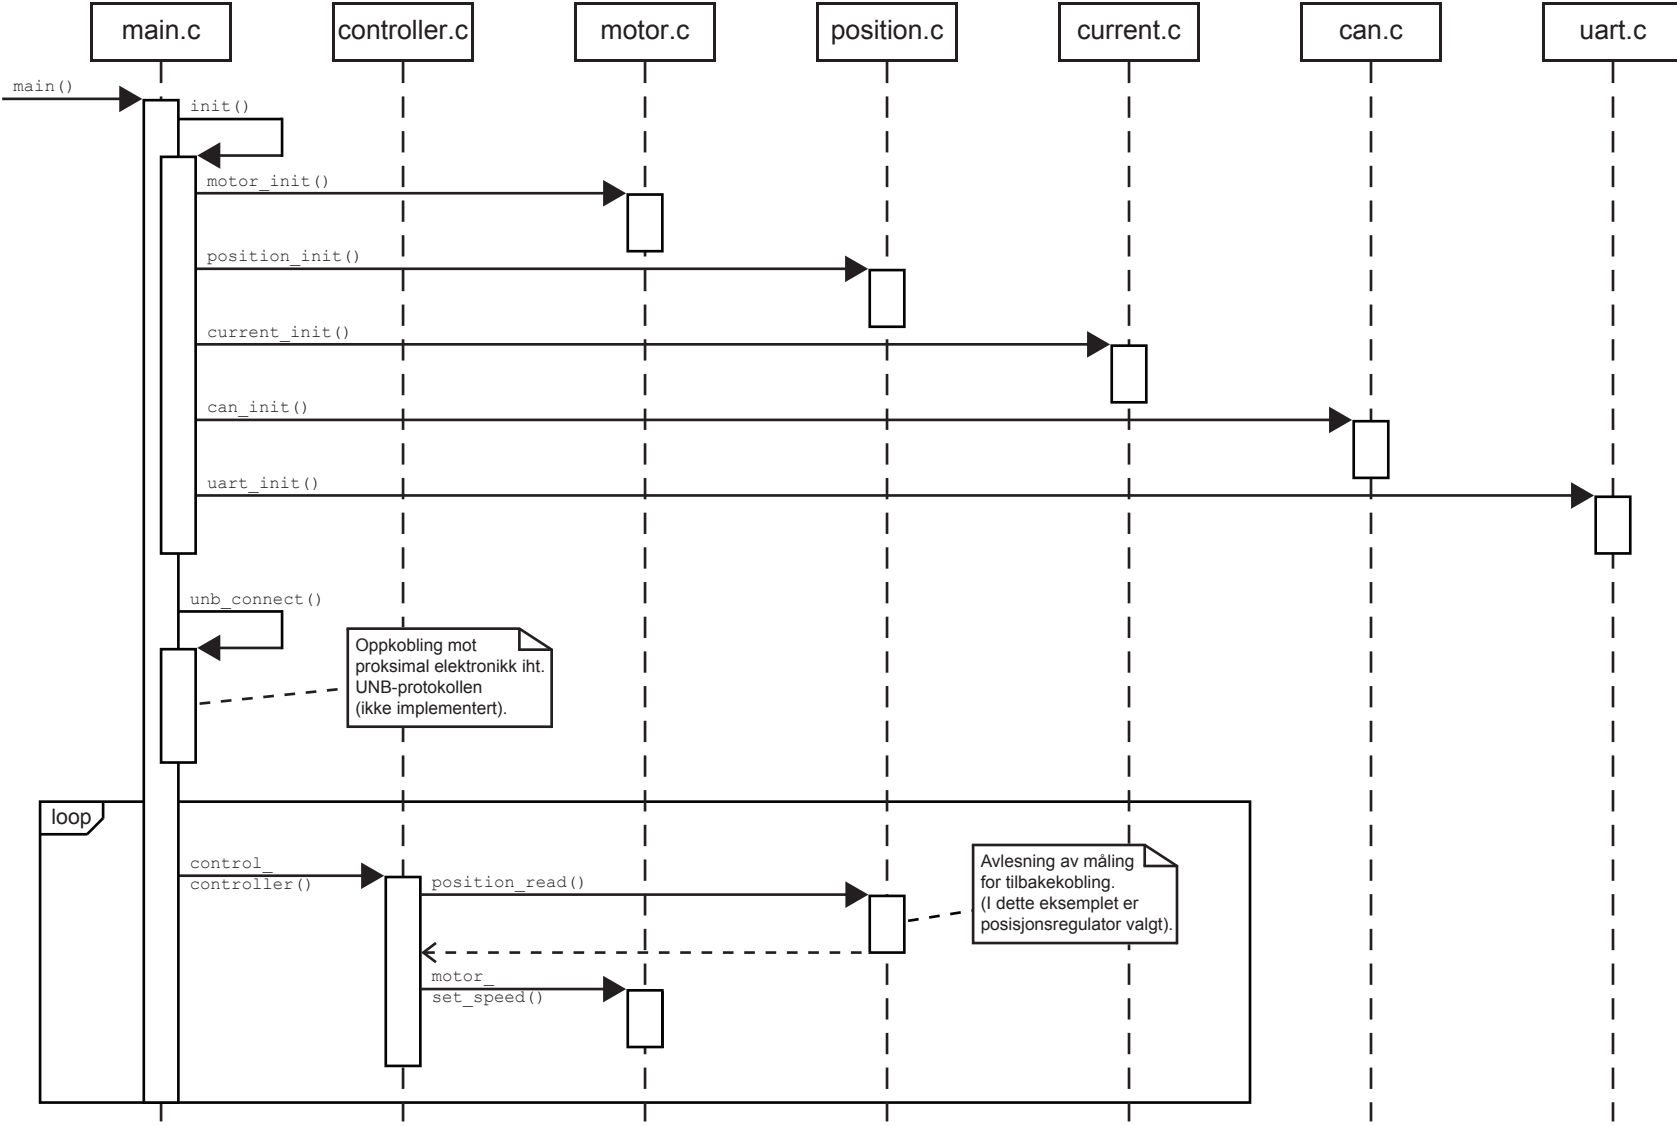 main.c
controller.c
motor.c
position.c
current.c
can.c
uart.c
main()
init()
motor_init()
position_init()
current_init()
can_init()
uart_init()
unb_connect()
Oppkobling mot
proksimal elektronikk iht.
UNB-protokollen
(ikke implementert).
loop
control_
controller()
position_read()
Avlesning av måling
for tilbakekobling.
(I dette eksemplet er
posisjonsregulator valgt).
motor_
set_speed()